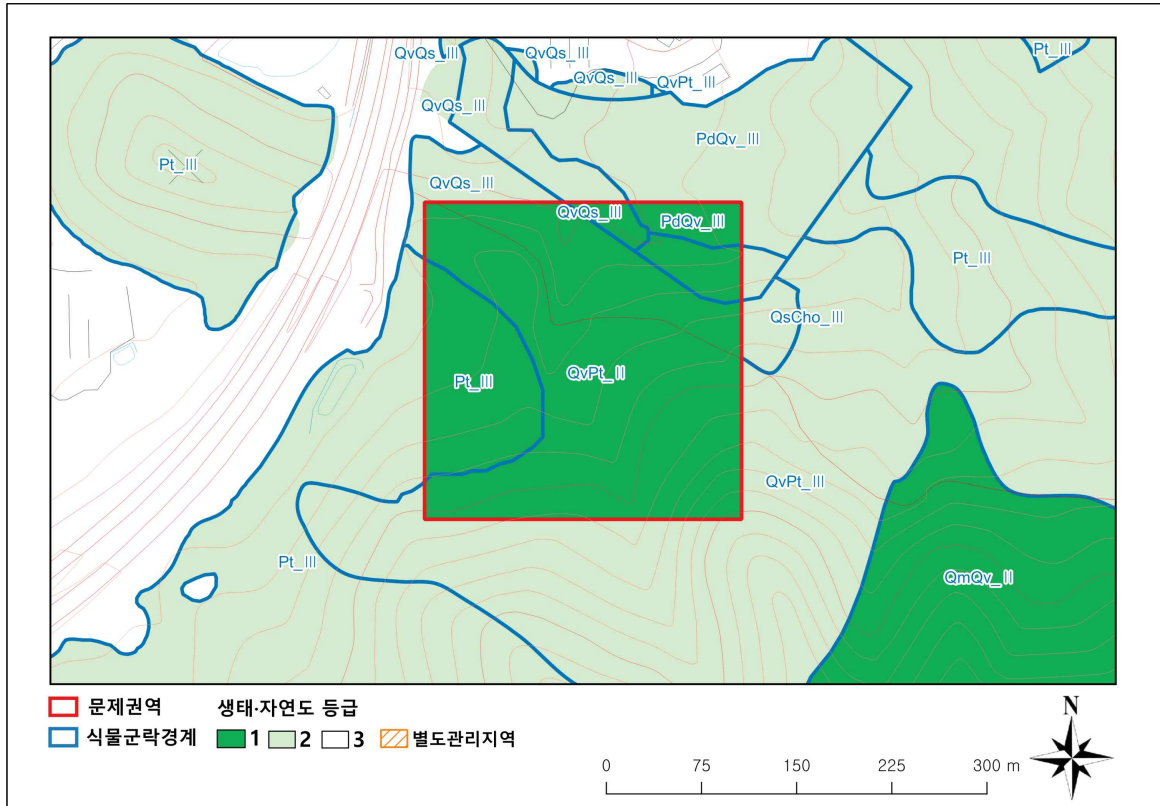 QvQs_Ⅲ QvQs_Ⅲ Pt_Ⅲ
QvQs_Ⅲ QvPt_Ⅲ
QvQs_Ⅲ
PdQv_Ⅲ
Pt_Ⅲ
QvQs_Ⅲ
QvQs_Ⅲ PdQv_Ⅲ
Pt_Ⅲ
QsCho_Ⅲ
Pt_Ⅲ QvPt_Ⅱ
QvPt_Ⅲ
Pt_Ⅲ
QmQv_Ⅱ
문제권역 생태·자연도 등급
식물군락경계 1 2 3 별도관리지역
N
0 75 150 225 300 m